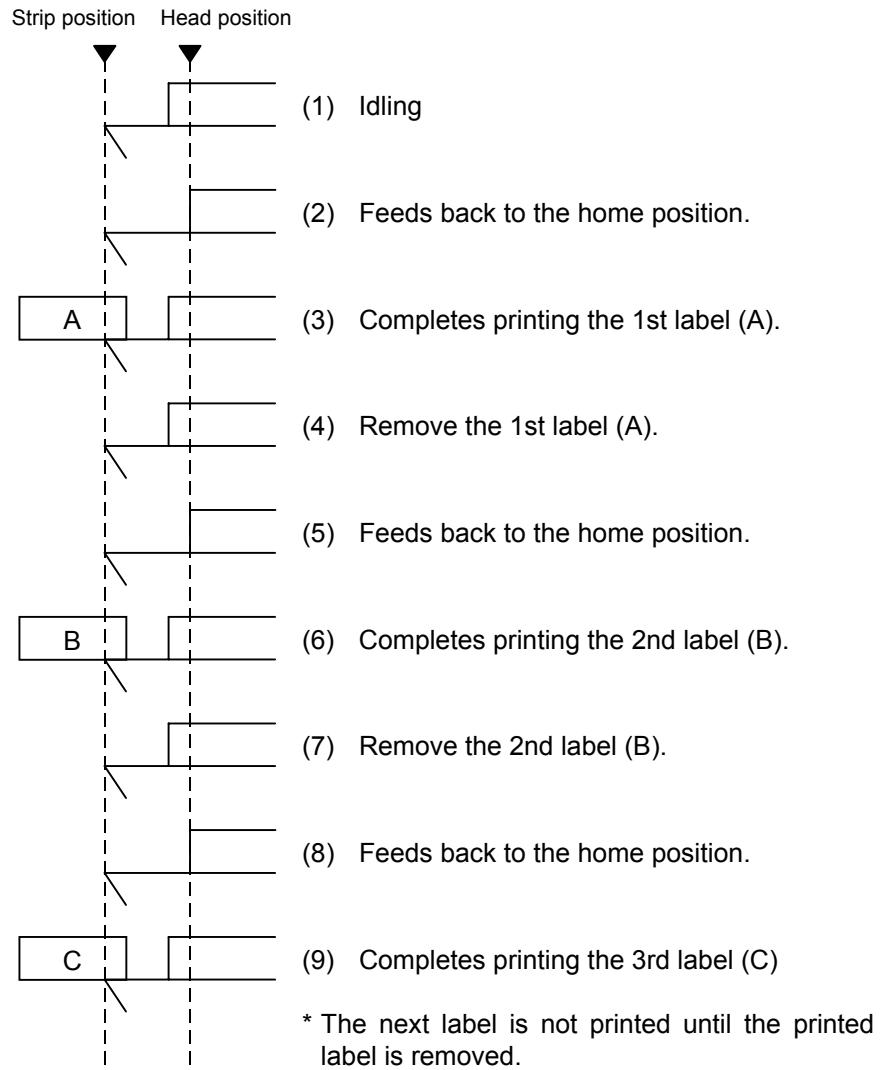 Strip position Head position
(1) Idling
(2) Feeds back to the home position.
A (3) Completes printing the 1st label (A).
(4) Remove the 1st label (A).
(5) Feeds back to the home position.
B (6) Completes printing the 2nd label (B).
(7) Remove the 2nd label (B).
(8) Feeds back to the home position.
C (9) Completes printing the 3rd label (C)
* The next label is not printed until the printed
label is removed.